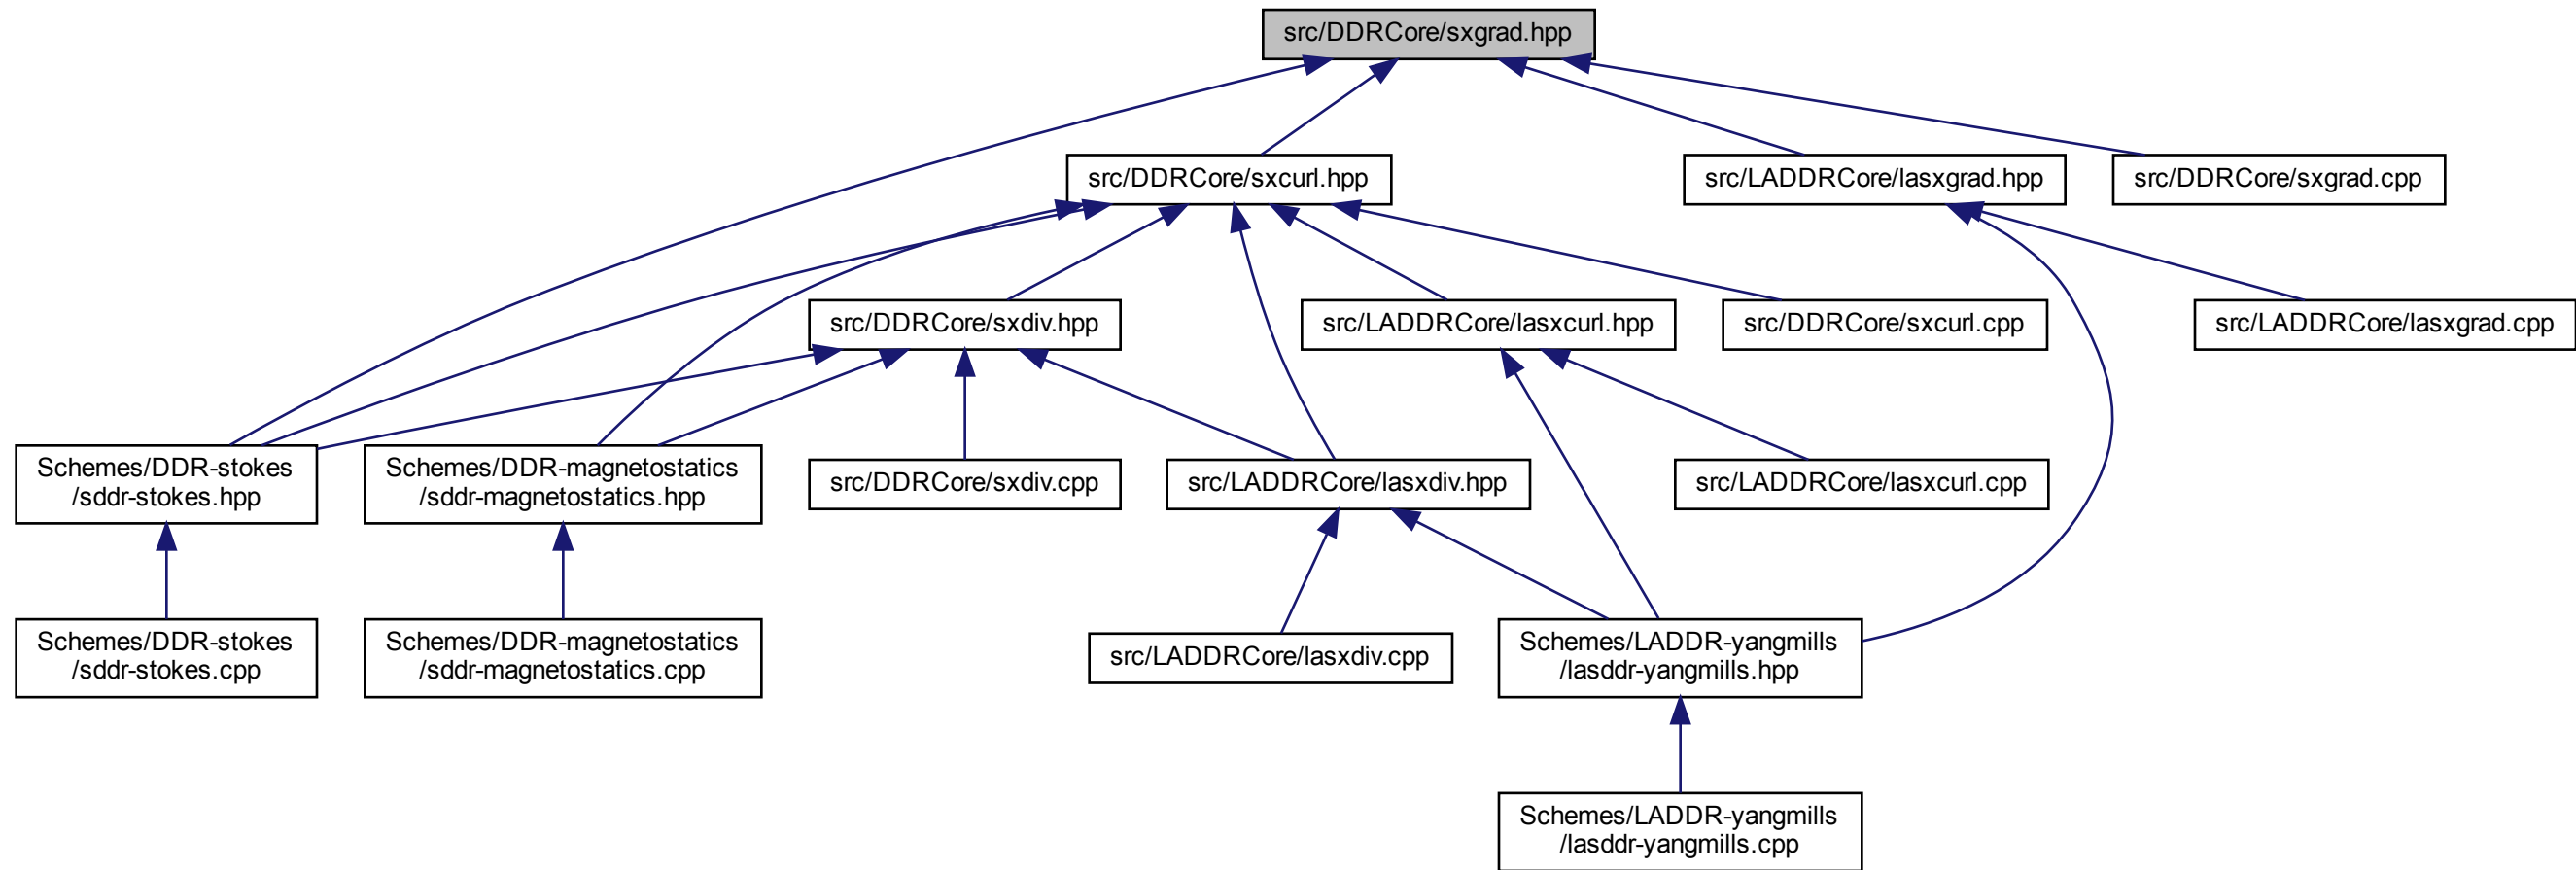 src/DDRCore/sxgrad.hpp
src/DDRCore/sxcurl.hpp
src/LADDRCore/lasxgrad.hpp
src/DDRCore/sxgrad.cpp
src/DDRCore/sxdiv.hpp
src/LADDRCore/lasxcurl.hpp
src/DDRCore/sxcurl.cpp
src/LADDRCore/lasxgrad.cpp
Schemes/DDR-stokes
/sddr-stokes.hpp
Schemes/DDR-magnetostatics
/sddr-magnetostatics.hpp
src/DDRCore/sxdiv.cpp
src/LADDRCore/lasxdiv.hpp
src/LADDRCore/lasxcurl.cpp
Schemes/DDR-stokes
/sddr-stokes.cpp
Schemes/DDR-magnetostatics
/sddr-magnetostatics.cpp
src/LADDRCore/lasxdiv.cpp
Schemes/LADDR-yangmills
/lasddr-yangmills.hpp
Schemes/LADDR-yangmills
/lasddr-yangmills.cpp